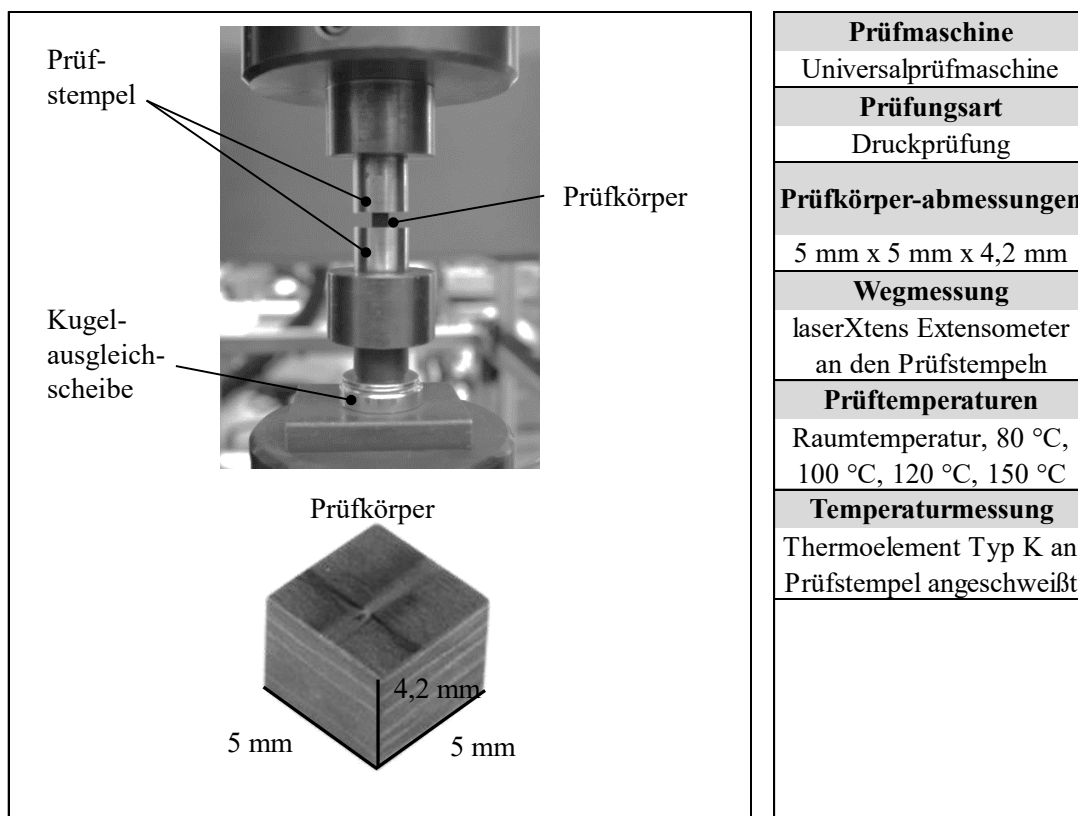 Prüf-
stempel
Prüfkörper
Kugel-
ausgleich-
scheibe
Prüfkörper
4,2 mm
5 mm
5 mm
Prüfmaschine
Universalprüfmaschine
Prüfungsart
Druckprüfung
Prüfkörper-abmessungen
5 mm x 5 mm x 4,2 mm
Wegmessung
laserXtens Extensometer
an den Prüfstempeln
Prüftemperaturen
Raumtemperatur, 80 °C,
100 °C, 120 °C, 150 °C
Temperaturmessung
Thermoelement Typ K an
Prüfstempel angeschweißt